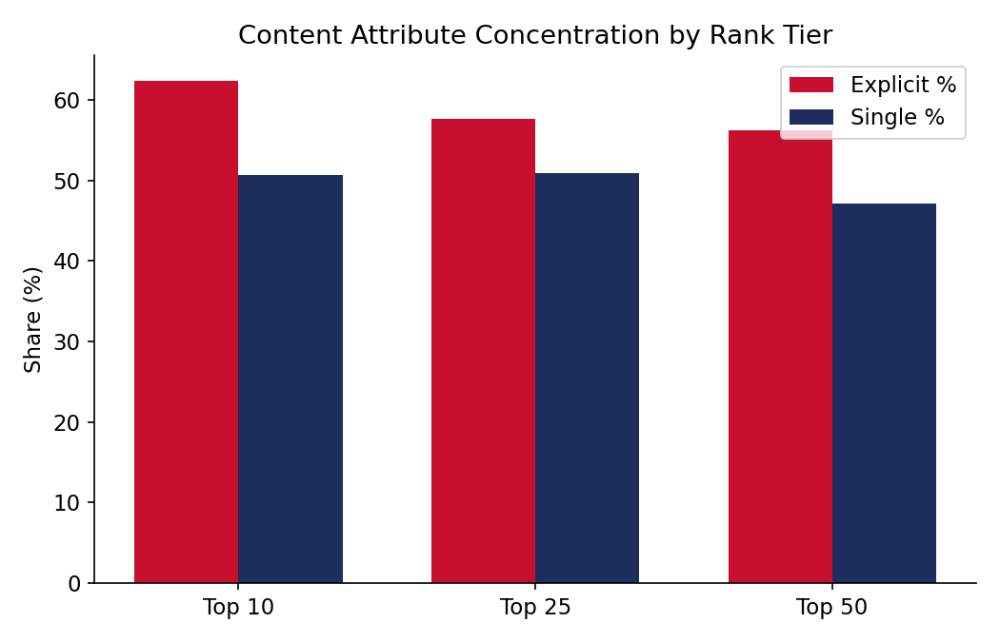 Content Attribute Concentration by Rank Tier
Explicit %
Single %
Share (%)
60
50
40
30
20
10
0
Top 10
Top 25
Top 50